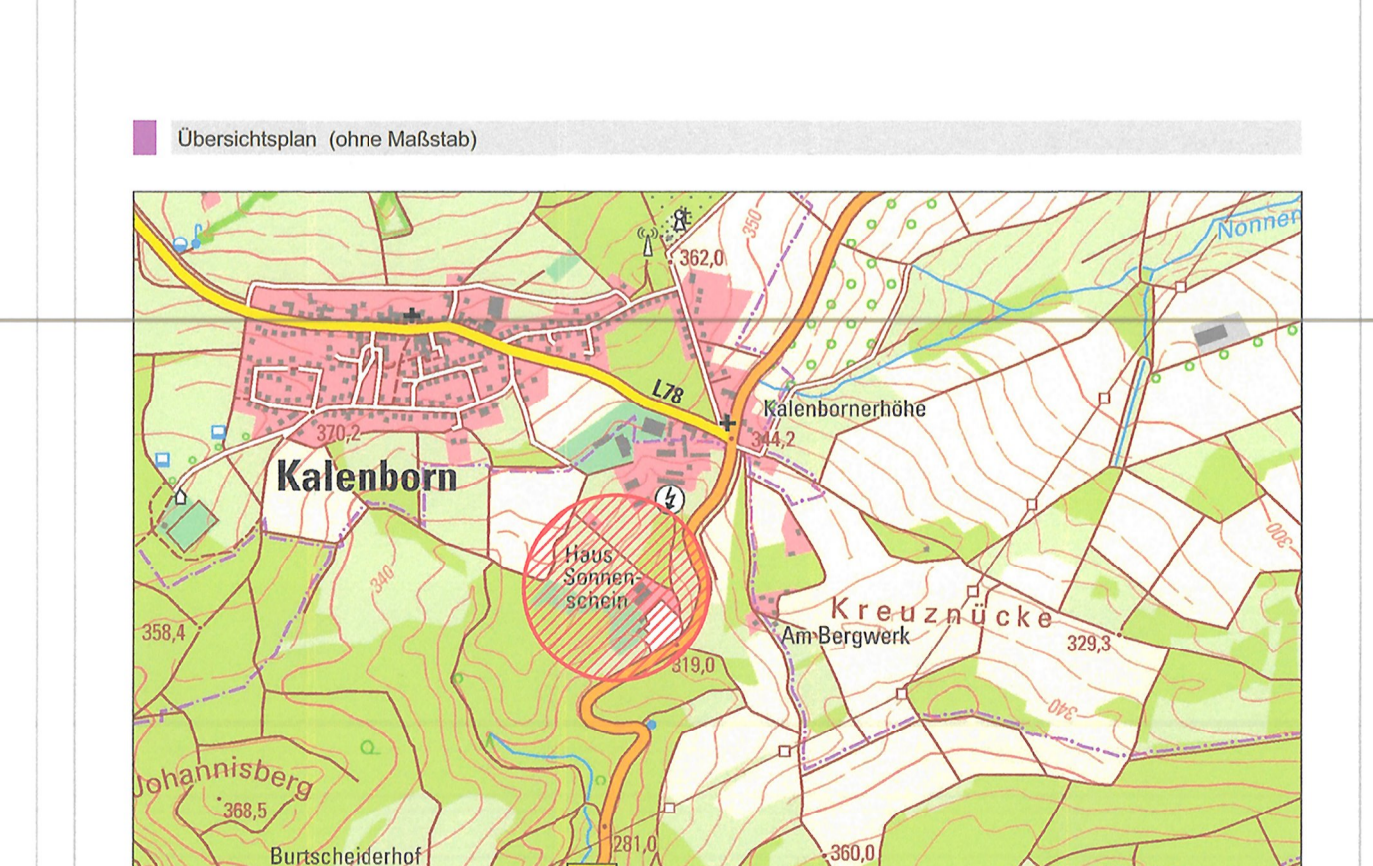 Übersichtsplan (ohne Maßstab)
Nonner
350
362,0
L78
Kalenbornerhöhe
370,2
344,2
Kalenborn
300
Haus
Sonnen-
schein
340
Kreuznücke
358,4
Am Bergwerk
329,3
319,0
340
Johannisberg
368,5
281,0
Burtscheiderhof
360,0